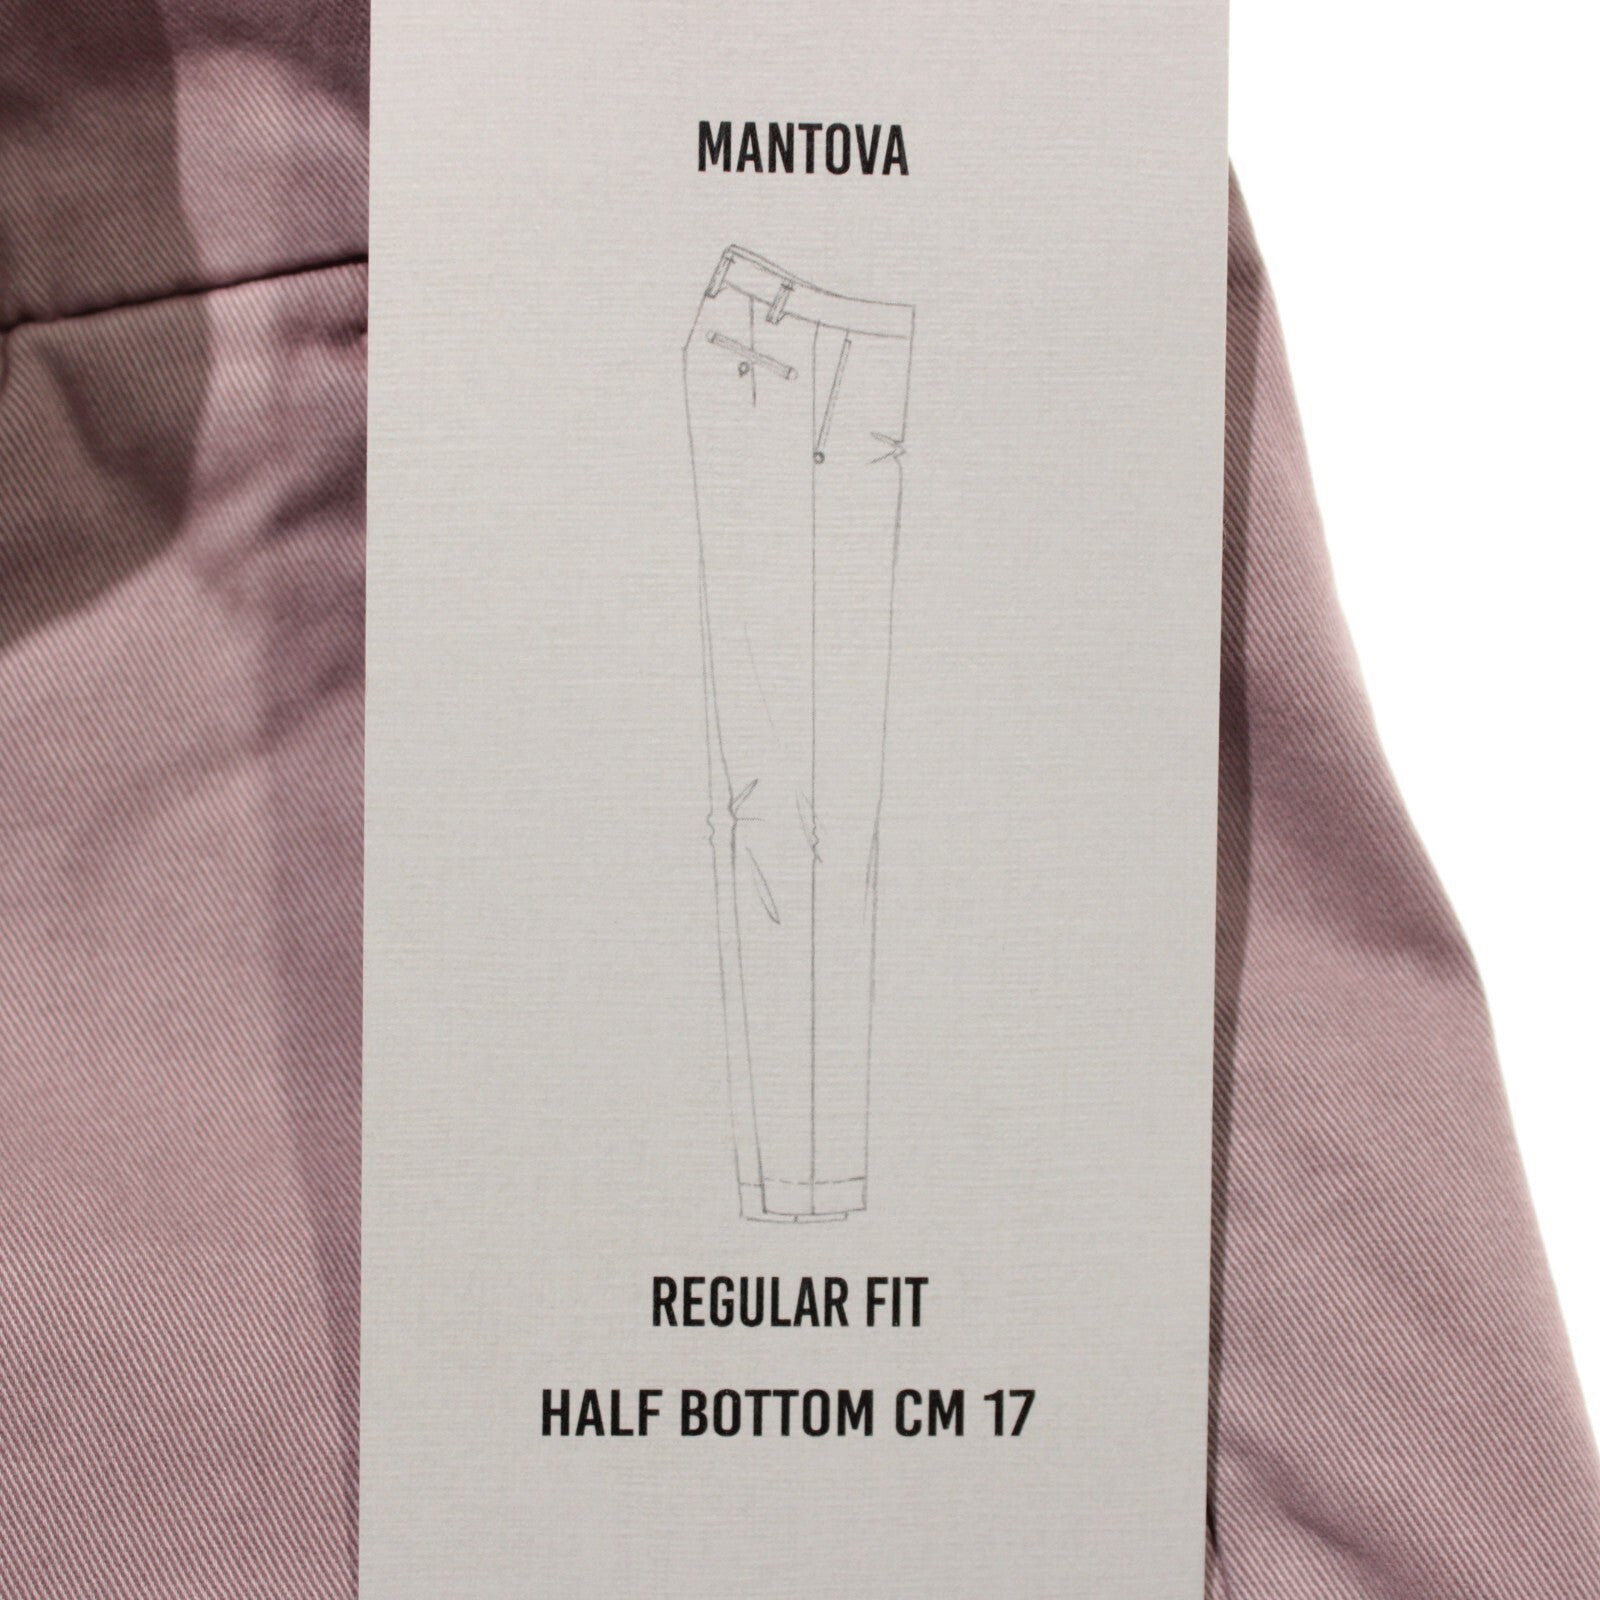 MANTOVA
REGULAR FIT
HALF BOTTOM CM 17